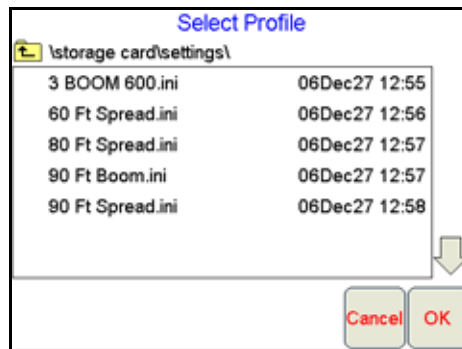 Select Profile
\storage card\settings\
3 BOOM 600.ini 06Dec27 12:55
60 Ft Spread.ini 06Dec27 12:56
80 Ft Spread.ini 06Dec27 12:57
90 Ft Boom.ini 06Dec27 12:57
90 Ft Spread.ini 06Dec27 12:58
Cancel OK